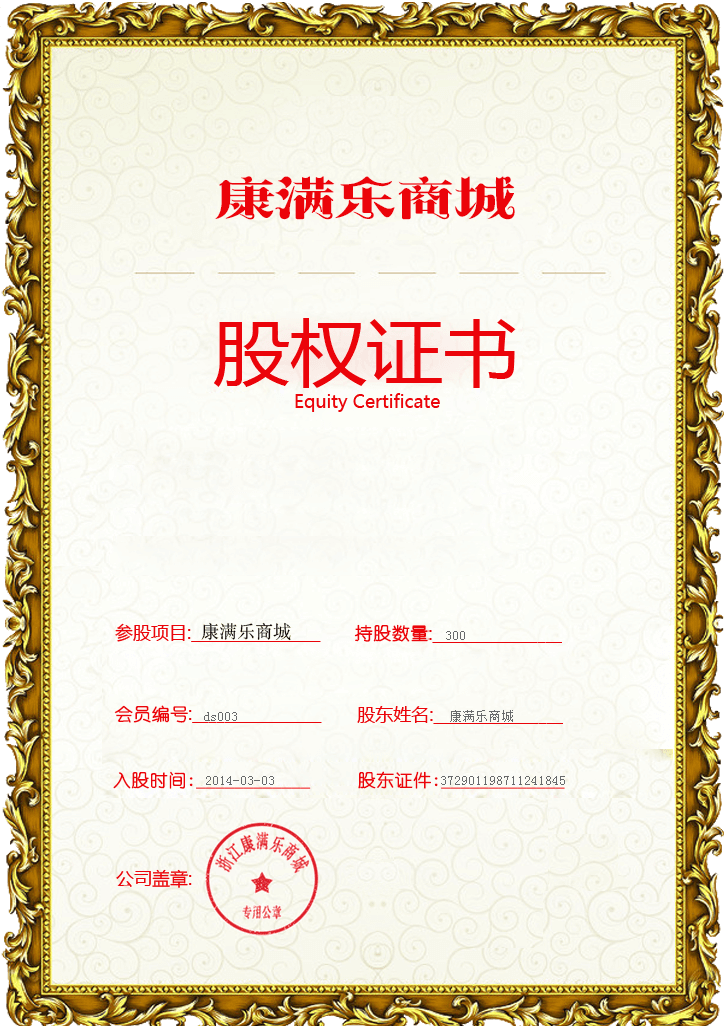 康满乐商城
股权证书
Equity Certificate
参股项目: 康满乐商城 持股数量: 300
会员编号: ds003 股东姓名: 康满乐商城
入股时间: 2014-03-03 股东证件: 372901198711241845
公司盖章:
浙江康满乐商城
专用公章